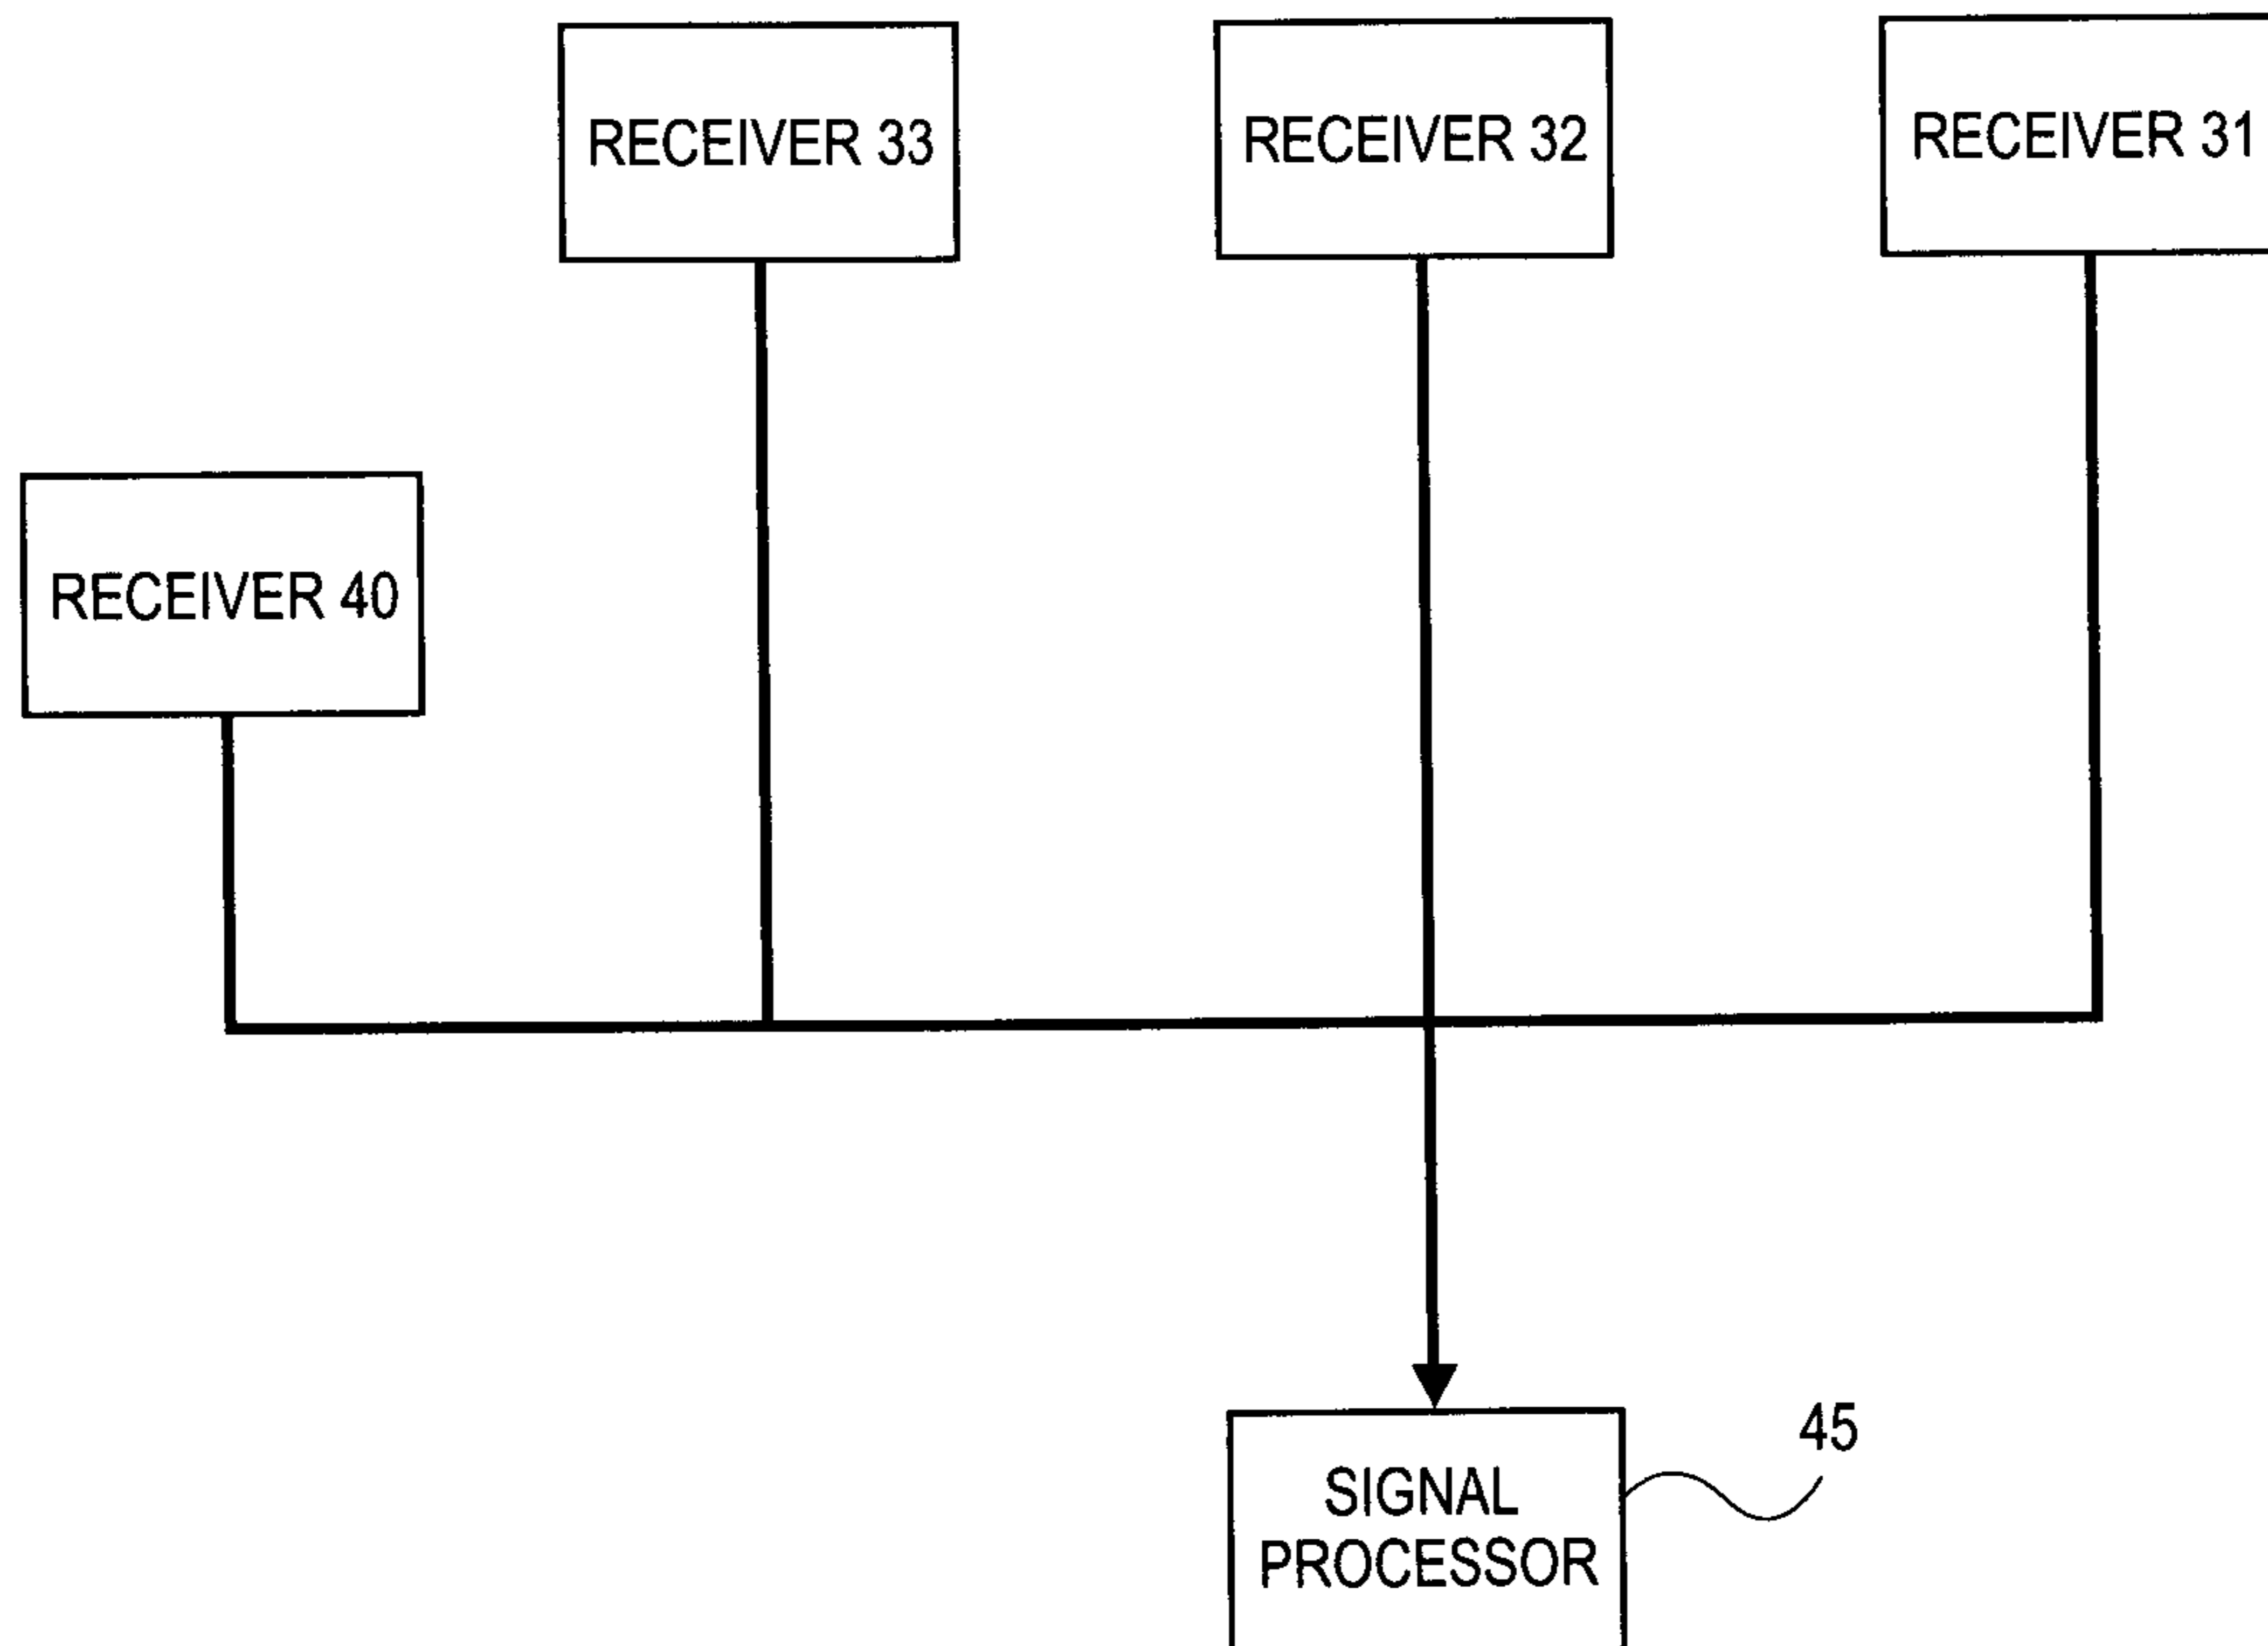 RECEIVER 33
RECEIVER 32
RECEIVER 31
RECEIVER 40
45
SIGNAL
PROCESSOR